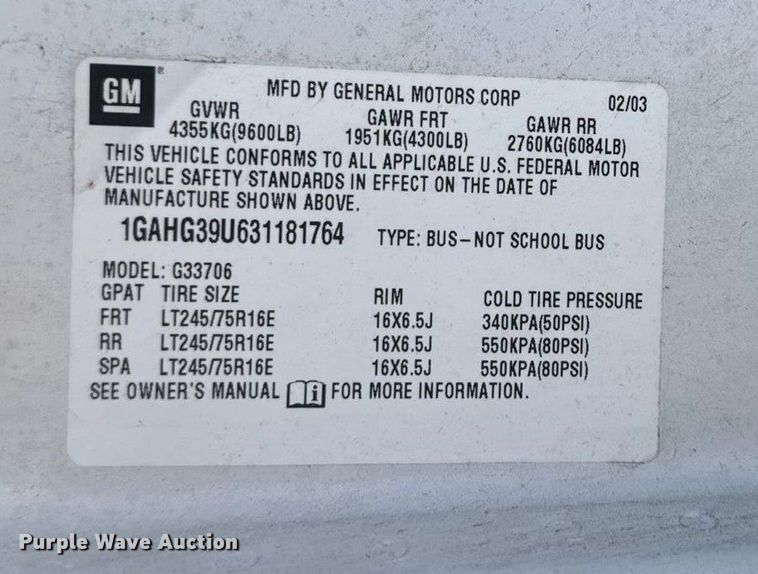 GM®
MFD BY GENERAL MOTORS CORP 02/03
GVWR GAWR FRT GAWR RR
4355KG(9600LB) 1951KG(4300LB) 2760KG(6084LB)
THIS VEHICLE CONFORMS TO ALL APPLICABLE U.S. FEDERAL MOTOR
VEHICLE SAFETY STANDARDS IN EFFECT ON THE DATE OF
MANUFACTURE SHOWN ABOVE.
1GAHG39U631181764 TYPE: BUS-NOT SCHOOL BUS
MODEL: G33706
GPAT TIRE SIZE RIM COLD TIRE PRESSURE
FRT LT245/75R16E 16X6.5J 340KPA(50PSI)
RR LT245/75R16E 16X6.5J 550KPA(80PSI)
SPA LT245/75R16E 16X6.5J 550KPA(80PSI)
SEE OWNER'S MANUAL i FOR MORE INFORMATION.
Purple Wave Auction